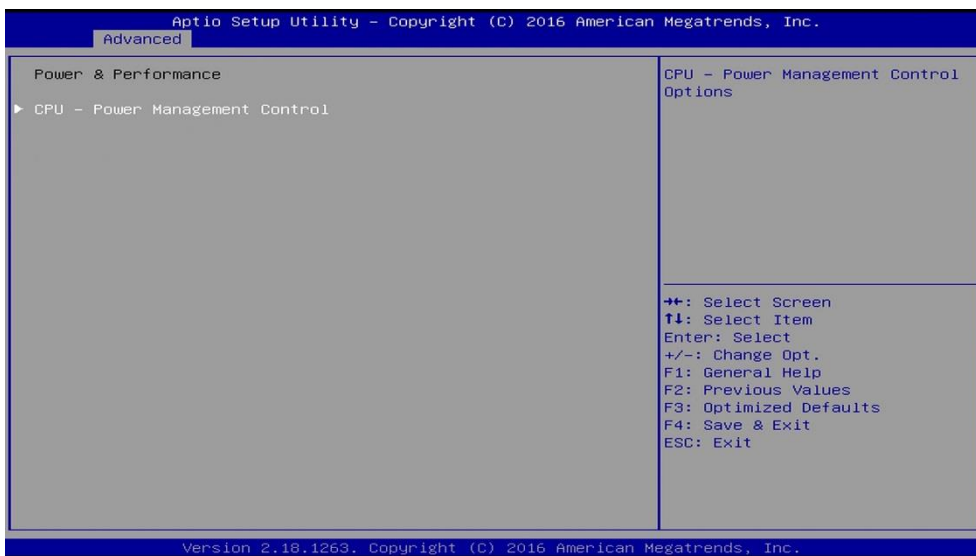 Aptio Setup Utility – Copyright (C) 2016 American Megatrends, Inc.
Advanced
Power & Performance
▶ CPU – Power Management Control
CPU – Power Management Control
Options
→←: Select Screen
↑↓: Select Item
Enter: Select
+/-: Change Opt.
F1: General Help
F2: Previous Values
F3: Optimized Defaults
F4: Save & Exit
ESC: Exit
Version 2.18.1263. Copyright (C) 2016 American Megatrends, Inc.